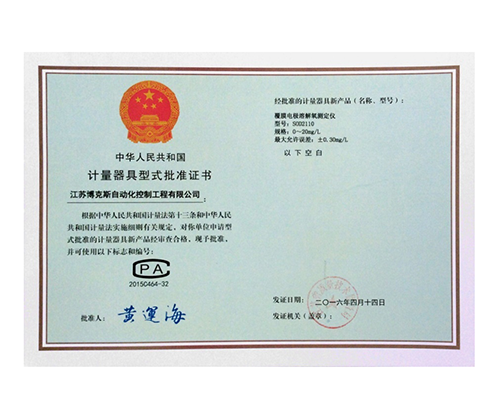 中华人民共和国
计量器具型式批准证书
江苏博克斯自动化控制工程有限公司：
根据中华人民共和国计量法第十三条和中华人民
共和国计量法实施细则有关规定，对你单位申请型
式批准的计量器具新产品经审查合格，现予批准，
并可使用以下标志和编号：
CPA
20150464-32
批准人：黄運海
经批准的计量器具新产品（名称、型号）：
覆膜电极溶解氧测定仪
型号：SOD2110
规格：0～20mg/L
最大允许误差：±0.30mg/L
以下空白
发证日期：二〇一六年四月十四日
发证机关（盖章）：